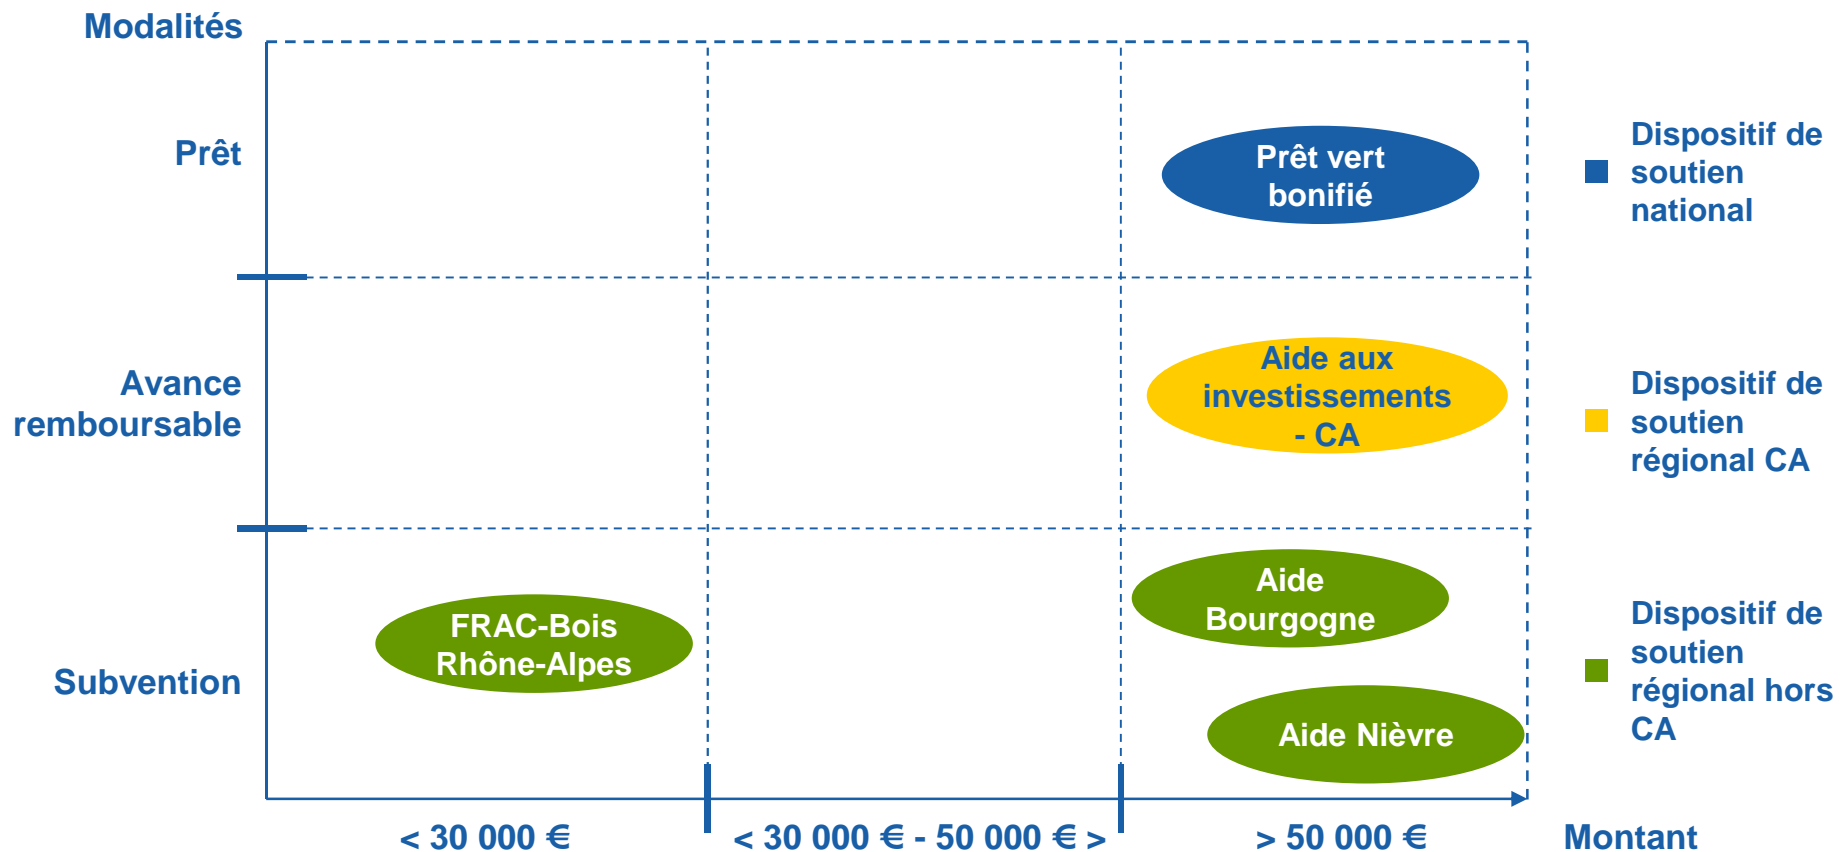 Modalités
Prêt
Prêt vert
bonifié
Dispositif de
soutien
national
Avance
remboursable
Aide aux
investissements
- CA
Dispositif de
soutien
régional CA
Subvention
FRAC-Bois
Rhône-Alpes
Aide
Bourgogne
Aide Nièvre
Dispositif de
soutien
régional hors
CA
< 30 000 €
< 30 000 € - 50 000 € >
> 50 000 €
Montant